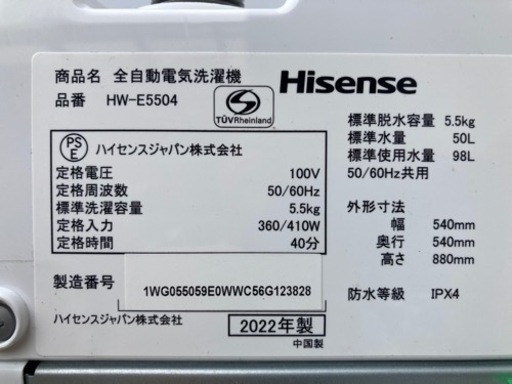 商品名 全自動電気洗濯機
品番 HW-E5504
TÜVRheinland
Hisense
PS
E
ハイセンスジャパン株式会社
定格電圧 100V
定格周波数 50/60Hz
標準洗濯容量 5.5kg
定格入力 360/410W
定格時間 40分
標準脱水容量 5.5kg
標準水量 50L
標準使用水量 98L
50/60Hz共用
外形寸法
幅 540mm
奥行 540mm
高さ 880mm
防水等級 IPX4
製造番号 1WG055059E0WWC56G123828
ハイセンスジャパン株式会社
2022年製
中国製